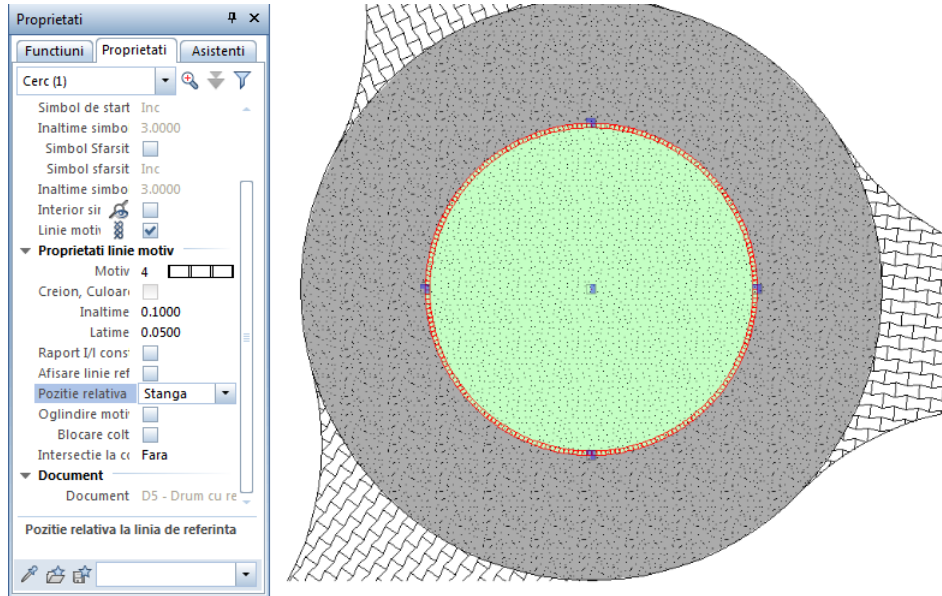 Proprietati
Functiuni Proprietati Asistenti
Cerc (1)
Simbol de start Inc
Inaltime simbo 3.0000
Simbol Sfarsit
Simbol sfarsit Inc
Inaltime simbo 3.0000
Interior sir
Linie motiv
Proprietati linie motiv
Motiv 4
Creion, Culoar
Inaltime 0.1000
Latime 0.0500
Raport I/I cons
Afisare linie ref
Pozitie relativa Stanga
Oglindire moti
Blocare colt
Intersectie la co Fara
Document
Document D5 - Drum cu re
Pozitie relativa la linia de referinta